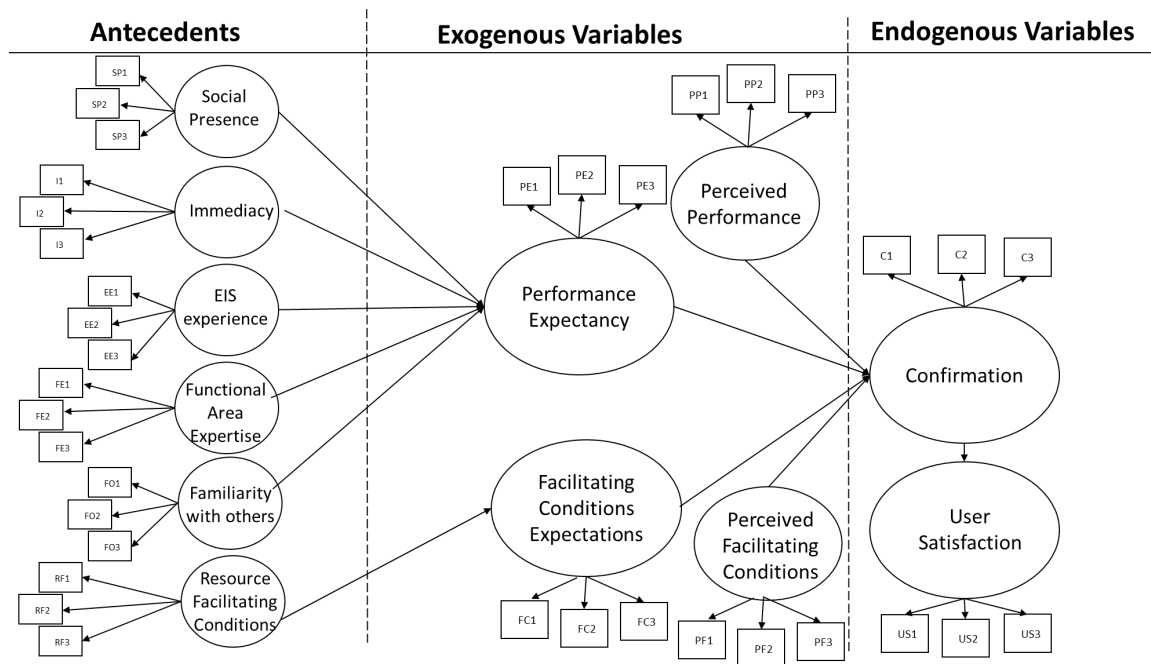 Antecedents
Exogenous Variables
Endogenous Variables
SP1
SP2
SP3
Social
Presence
I1
I2
I3
Immediacy
EE1
EE2
EE3
EIS
experience
FE1
FE2
FE3
Functional
Area
Expertise
FO1
FO2
FO3
Familiarity
with others
RF1
RF2
RF3
Resource
Facilitating
Conditions
PE1
PE2
PE3
Performance
Expectancy
PP1
PP2
PP3
Perceived
Performance
Facilitating
Conditions
Expectations
FC1
FC2
FC3
Perceived
Facilitating
Conditions
PF1
PF2
PF3
C1
C2
C3
Confirmation
User
Satisfaction
US1
US2
US3